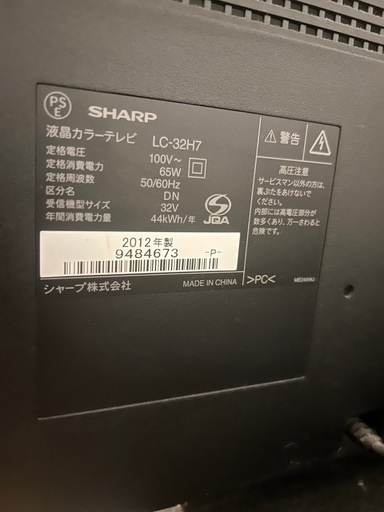 PS
E
SHARP
液晶カラーテレビ LC-32H7
定格電圧 100V～
定格消費電力 65W
定格周波数 50/60Hz
区分名 DN
受信機型サイズ 32V
年間消費電力量 44kWh/年
JQA
2012年製
9484673 -P-
シャープ株式会社 MADE IN CHINA
警告
高圧注意
サービスマン以外の方は、
裏ぶたをあけないで
ください。
内部には高電圧部分が
数多くあり、万一さわると
危険です。
>PC<